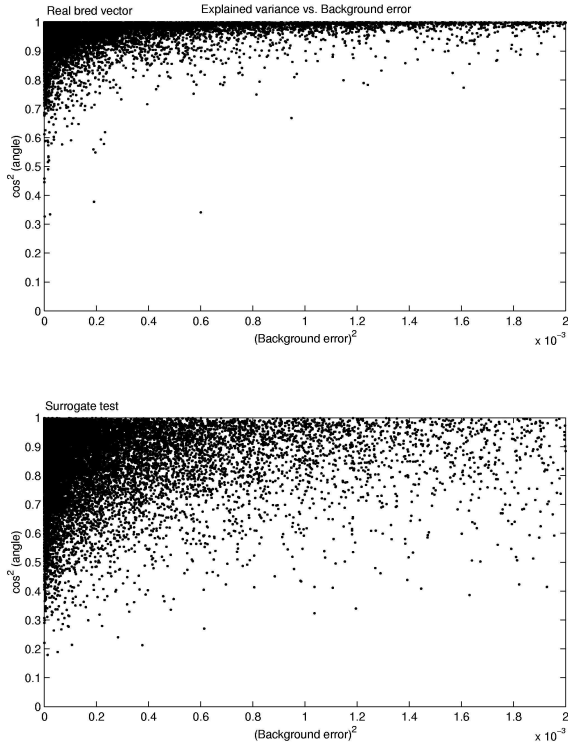 Real bred vector Explained variance vs. Background error
1
0.9
0.8
0.7
0.6
0.5
0.4
0.3
0.2
0.1
0
cos² (angle)
0 0.2 0.4 0.6 0.8 1 1.2 1.4 1.6 1.8 2
(Background error)² x 10⁻³
Surrogate test
1
0.9
0.8
0.7
0.6
0.5
0.4
0.3
0.2
0.1
0
cos² (angle)
0 0.2 0.4 0.6 0.8 1 1.2 1.4 1.6 1.8 2
(Background error)² x 10⁻³